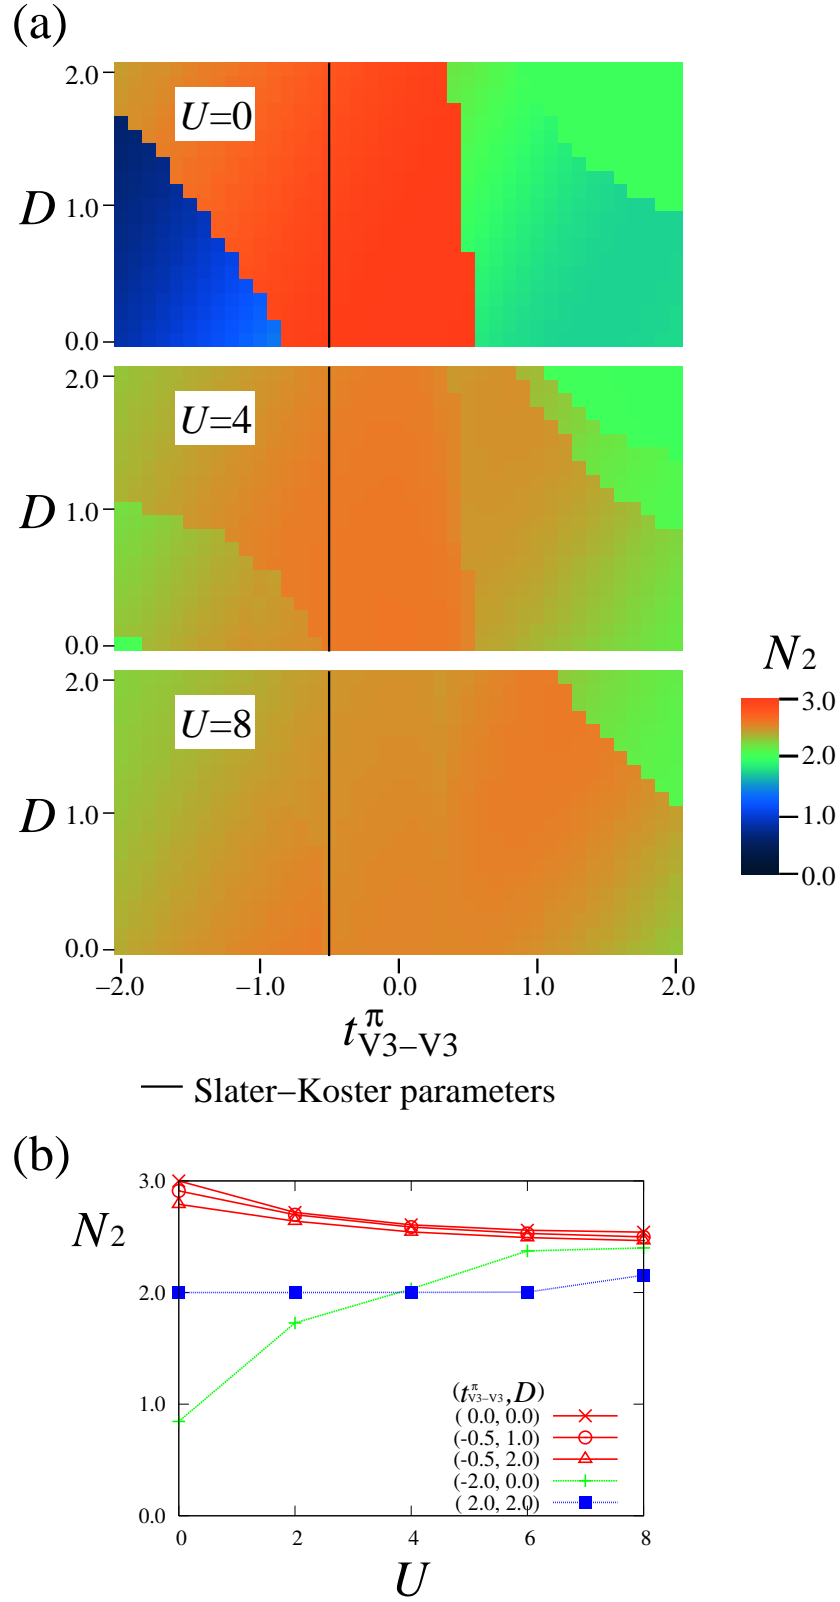 (a)
2.0
U=0
D 1.0
0.0
2.0
U=4
D 1.0
0.0
N2
2.0
3.0
U=8
2.0
D 1.0
1.0
0.0
0.0
−2.0 −1.0 0.0 1.0 2.0
t^π_V3−V3
Slater−Koster parameters
(b)
3.0
N2
2.0
(t^π_V3−V3,D)
1.0
( 0.0, 0.0)
(-0.5, 1.0)
(-0.5, 2.0)
(-2.0, 0.0)
( 2.0, 2.0)
0.0
0 2 4 6 8
U